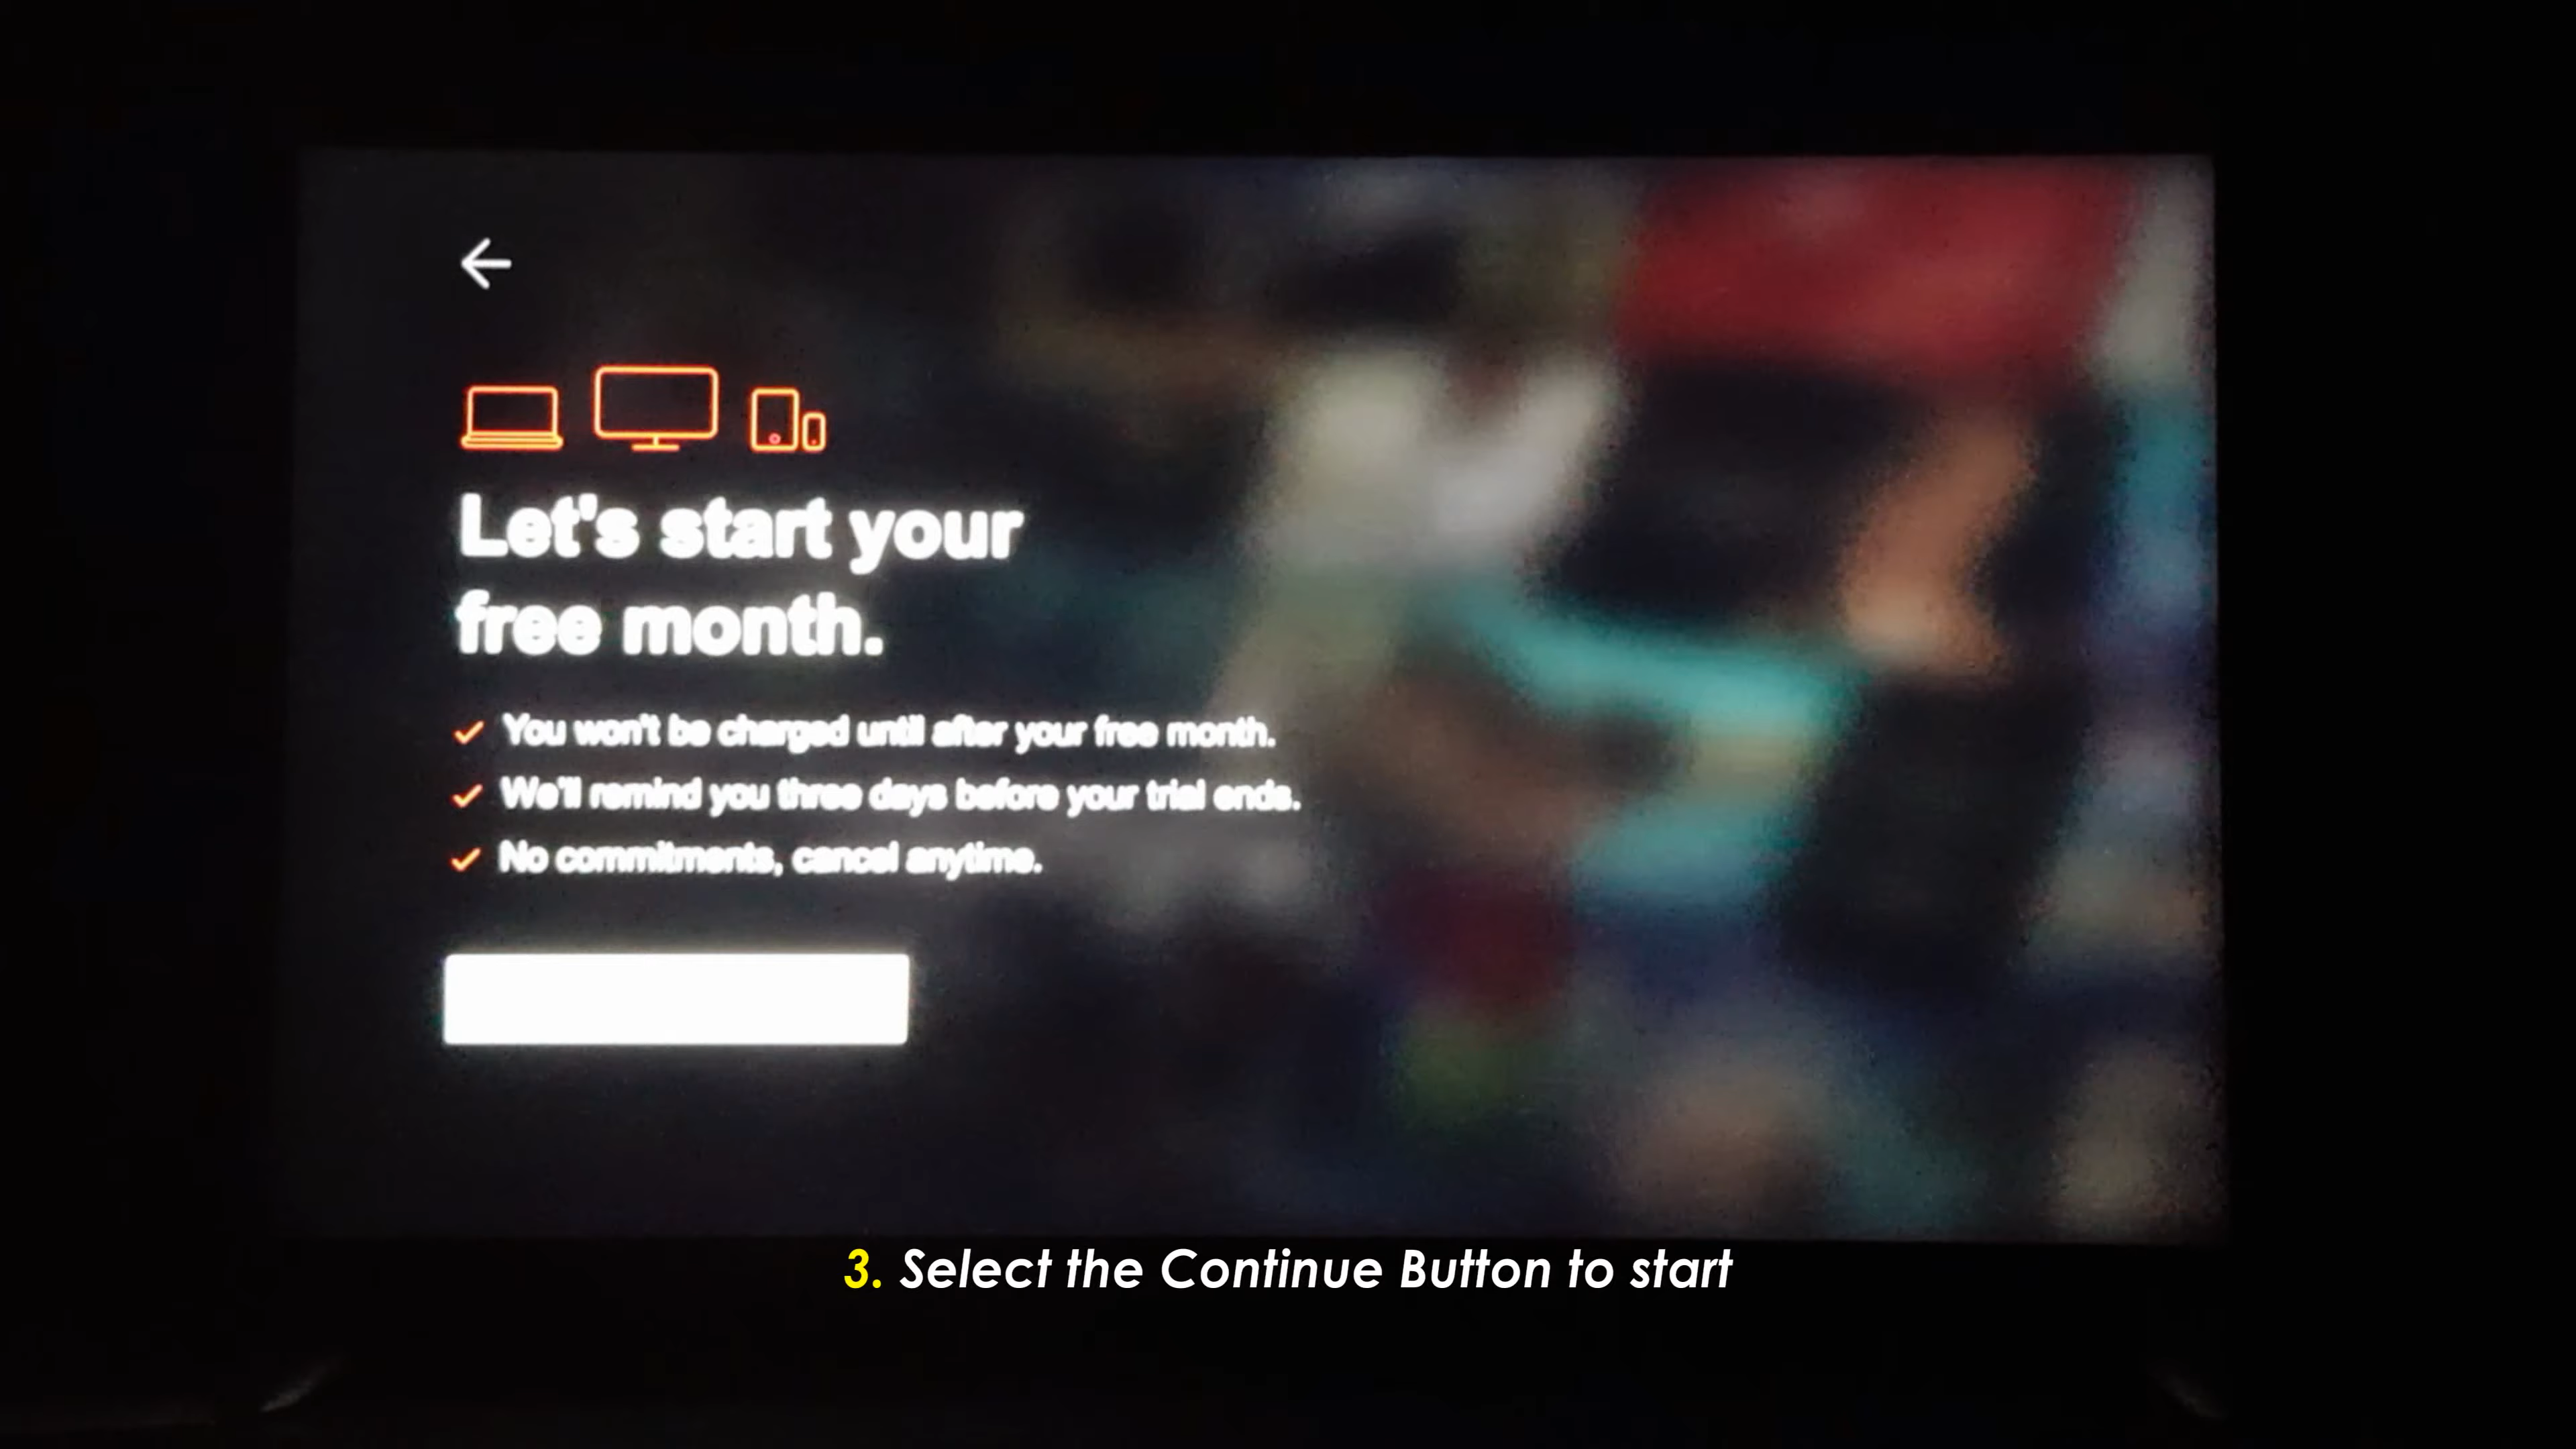 Let's start your
free month.
You won't be charged until after your free month.
We'll remind you three days before your trial ends.
No commitments, cancel anytime.
3. Select the Continue Button to start